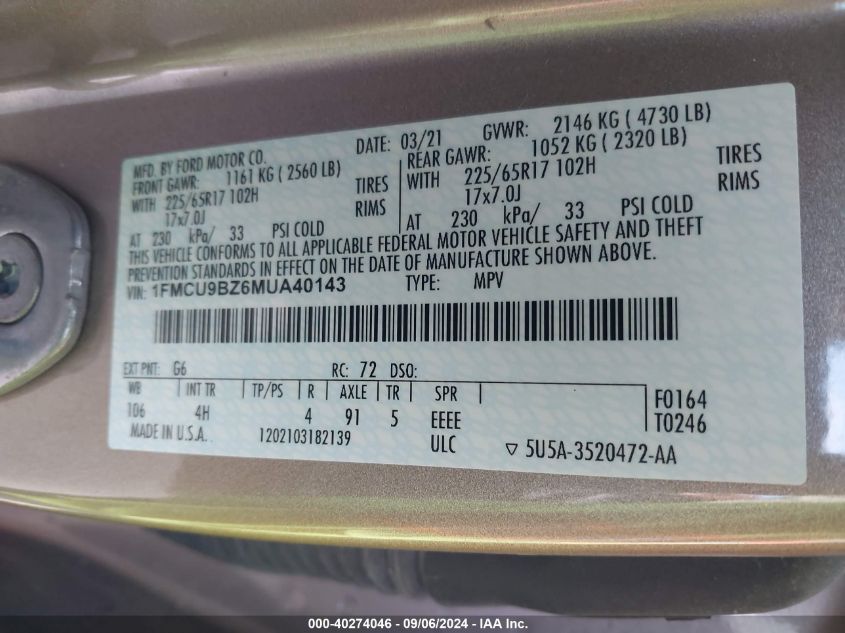 MFD. BY FORD MOTOR CO. DATE: 03/21 GVWR: 2146 KG ( 4730 LB)
FRONT GAWR: 1161 KG ( 2560 LB) REAR GAWR: 1052 KG ( 2320 LB)
WITH 225/65R17 102H TIRES WITH 225/65R17 102H TIRES
17x7.0J RIMS 17x7.0J RIMS
AT 230 kPa/ 33 PSI COLD AT 230 kPa/ 33 PSI COLD
THIS VEHICLE CONFORMS TO ALL APPLICABLE FEDERAL MOTOR VEHICLE SAFETY AND THEFT
PREVENTION STANDARDS IN EFFECT ON THE DATE OF MANUFACTURE SHOWN ABOVE.
VIN: 1FMCU9BZ6MUA40143 TYPE: MPV
EXT PNT: G6 RC: 72 DSO:
WB INT TR TP/PS R AXLE TR SPR
106 4H 4 91 5 EEEE F0164
MADE IN U.S.A. 1202103182139 ULC T0246
▽ 5U5A-3520472-AA
000-40274046 - 09/06/2024 - IAA Inc.